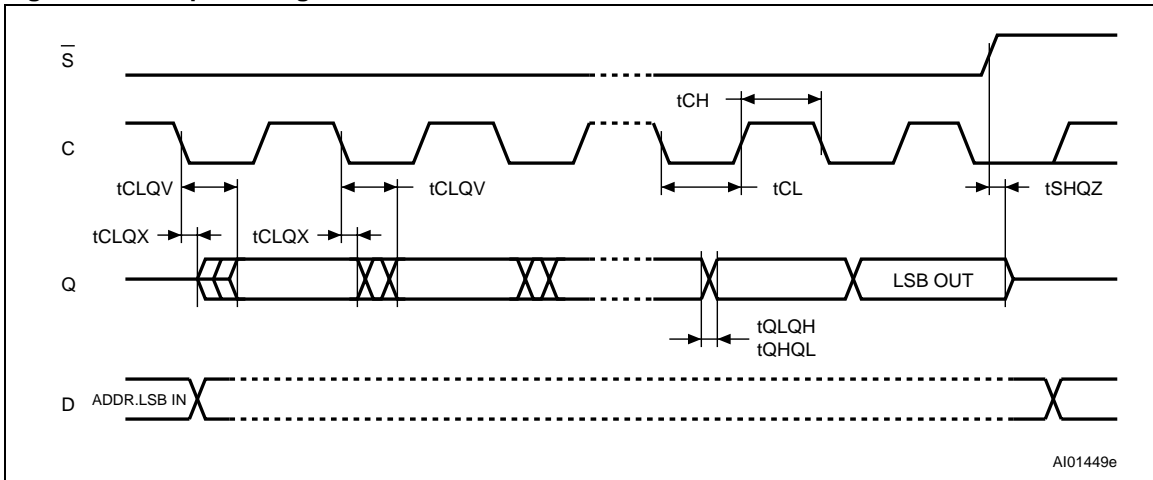 S
tCH
C
tCLQV
tCLQV
tCL
tSHQZ
tCLQX
tCLQX
Q
LSB OUT
tQLQH
tQHQL
D
ADDR.LSB IN
AI01449e